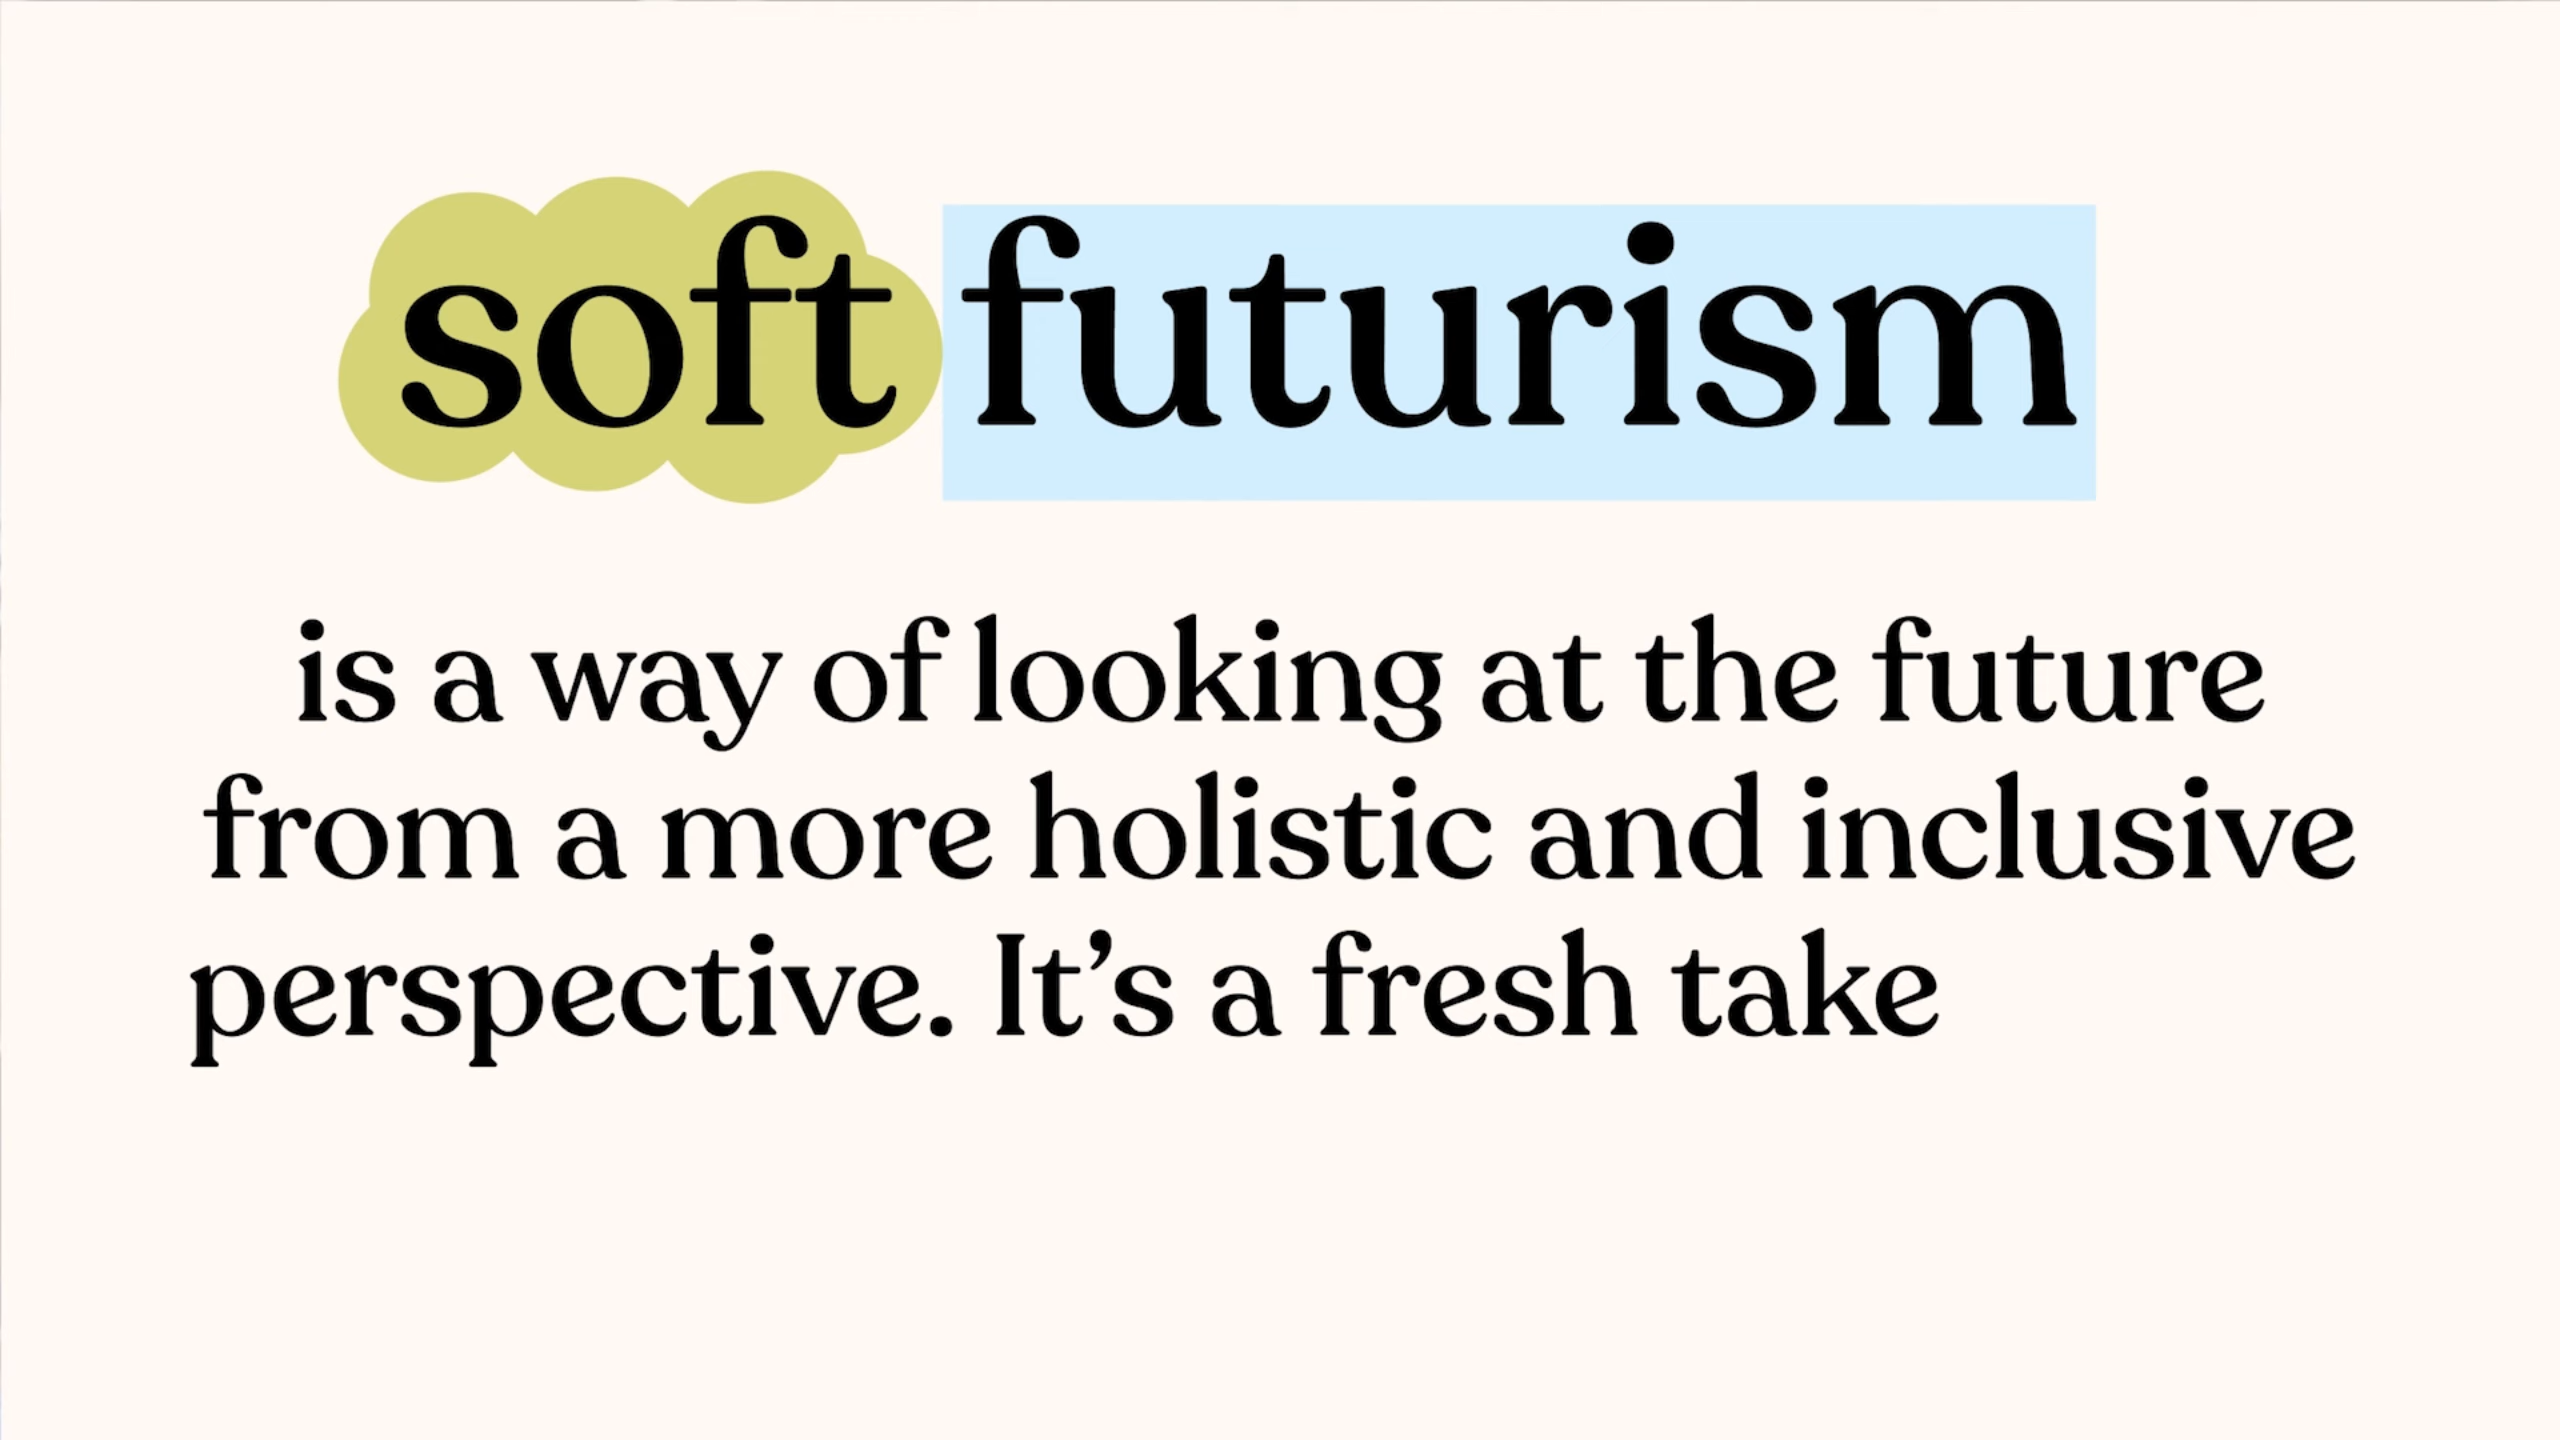 soft futurism
is a way of looking at the future
from a more holistic and inclusive
perspective. It’s a fresh take